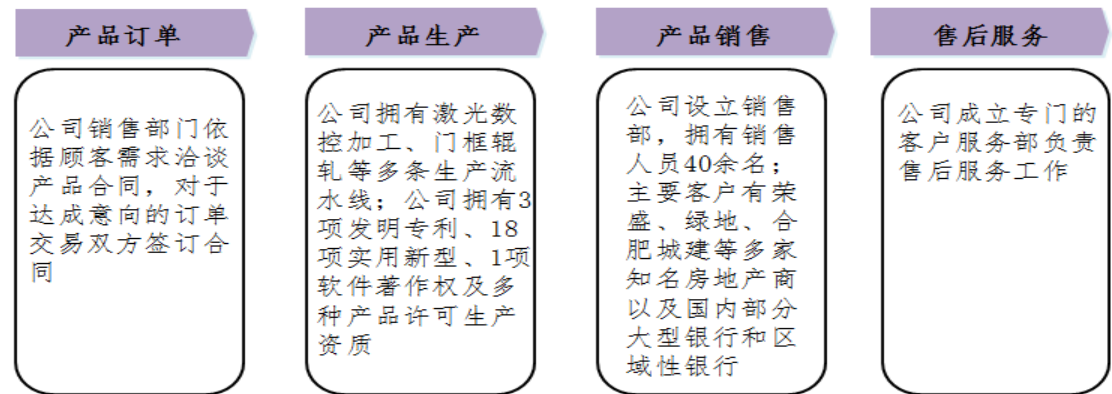 产品订单
公司销售部门依
据顾客需求洽谈
产品合同，对于
达成意向的订单
交易双方签订合
同
产品生产
公司拥有激光数
控加工、门框辊
轧等多条生产流
水线；公司拥有3
项发明专利、18
项实用新型、1项
软件著作权及多
种产品许可生产
资质
产品销售
公司设立销售
部，拥有销售
人员40余名；
主要客户有荣
盛、绿地、合
肥城建等多家
知名房地产商
以及国内部分
大型银行和区
域性银行
售后服务
公司成立专门的
客户服务部负责
售后服务工作